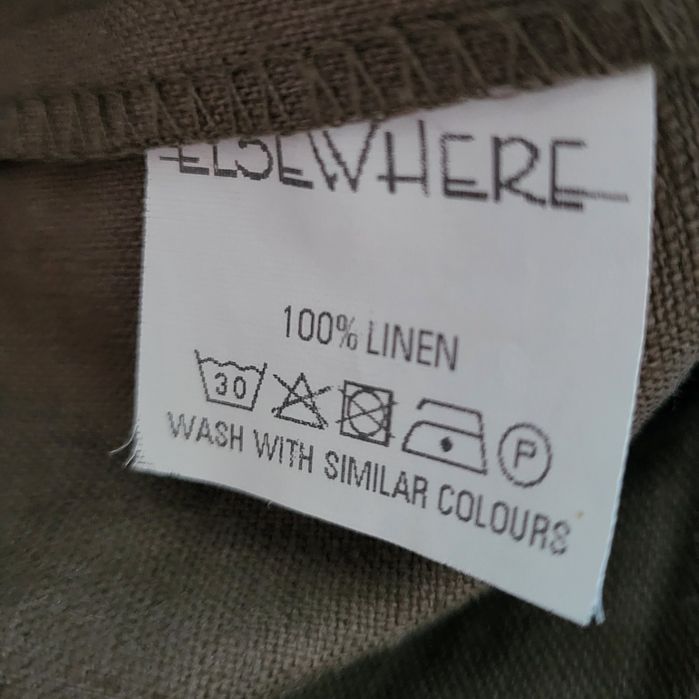 ELSEWHERE
100% LINEN
30 P
WASH WITH SIMILAR COLOURS